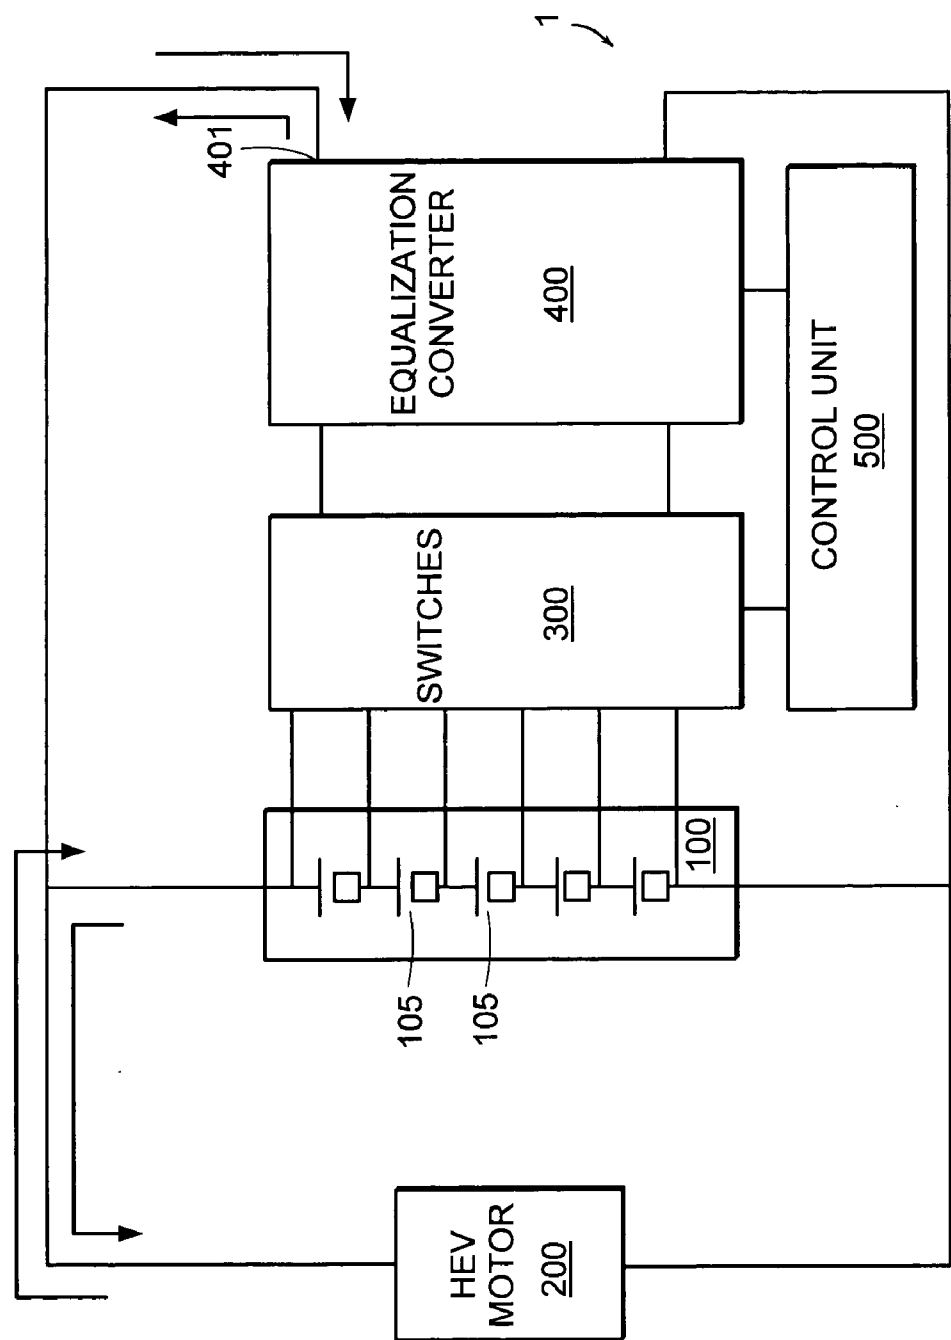 1
401
EQUALIZATION
CONVERTER
400
SWITCHES
300
CONTROL UNIT
500
100
105
105
HEV
MOTOR
200